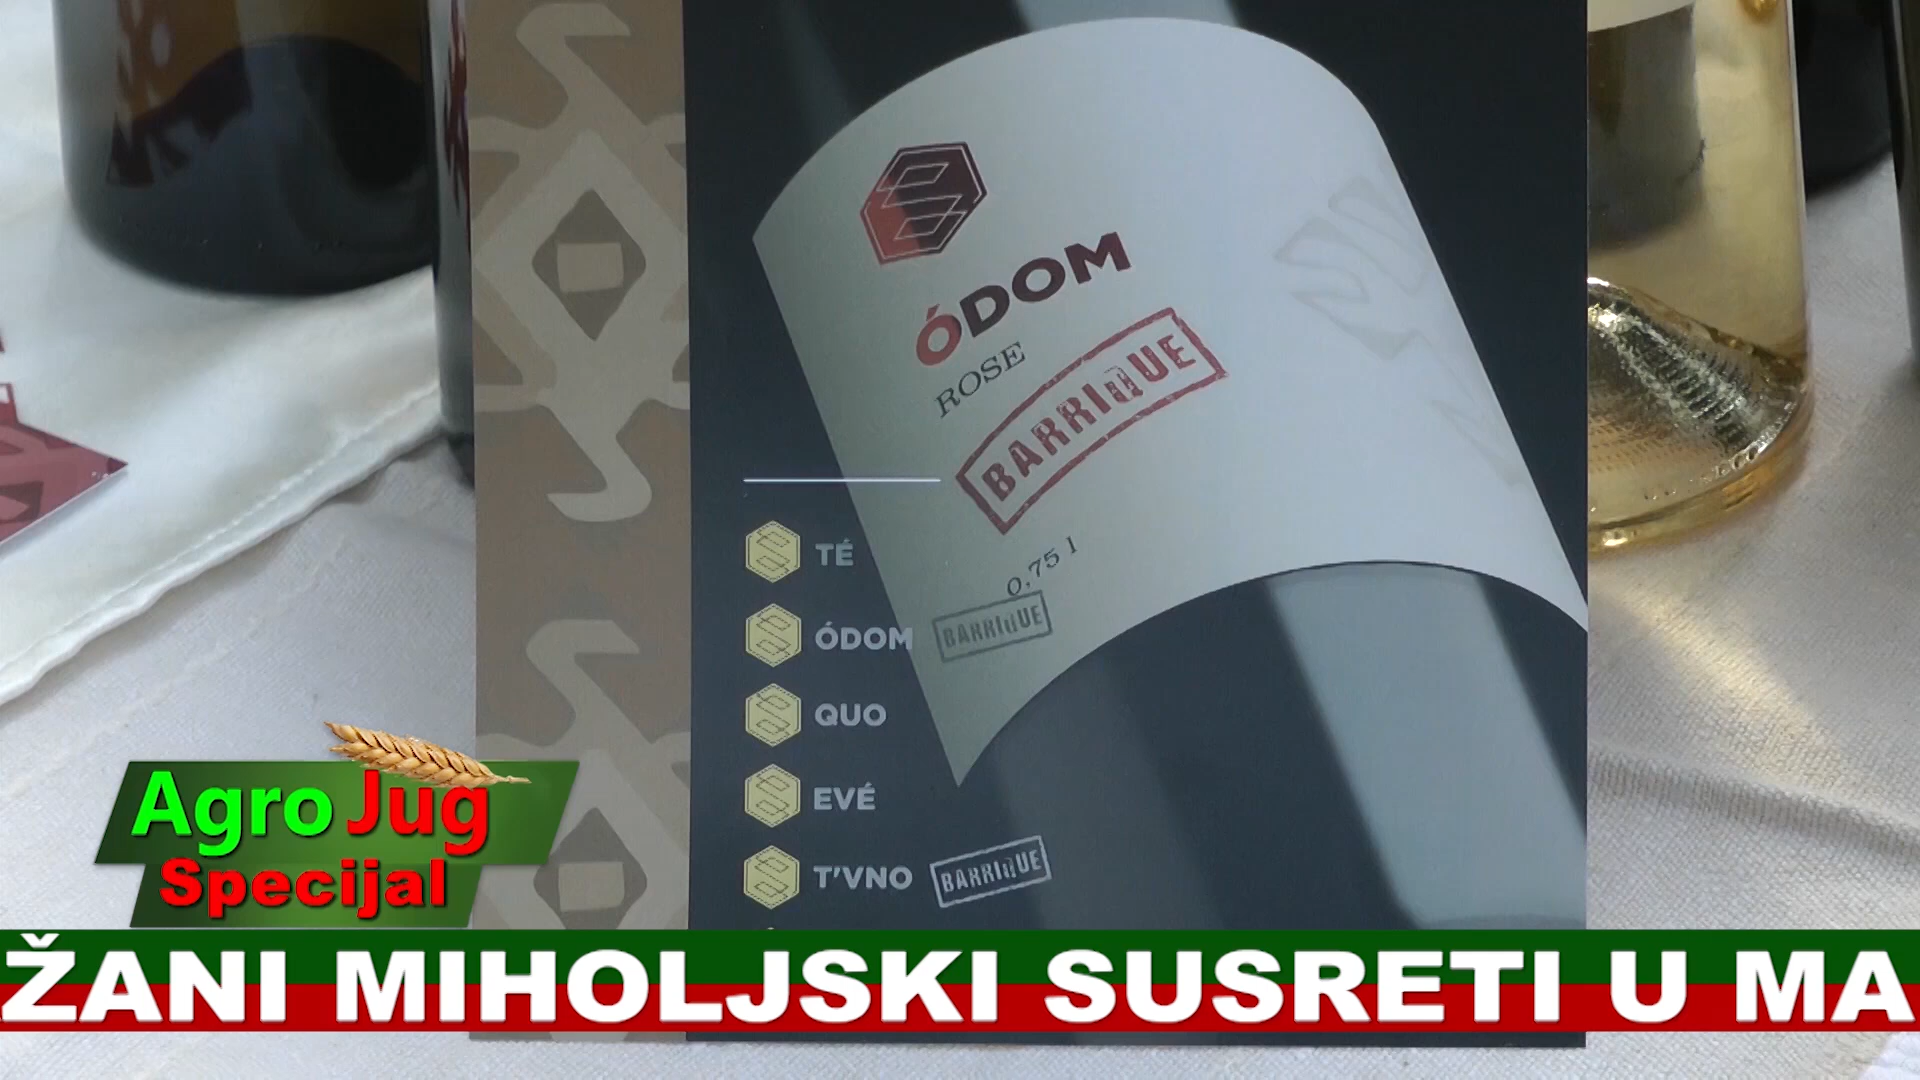 ÓDOM
ROSE
BARRIQUE
0,75 l
TÉ
ÓDOM BARRIQUE
QUO
EVÉ
T'VNO BARRIQUE
Agro Jug
Specijal
ŽANI MIHOLJSKI SUSRETI U MA